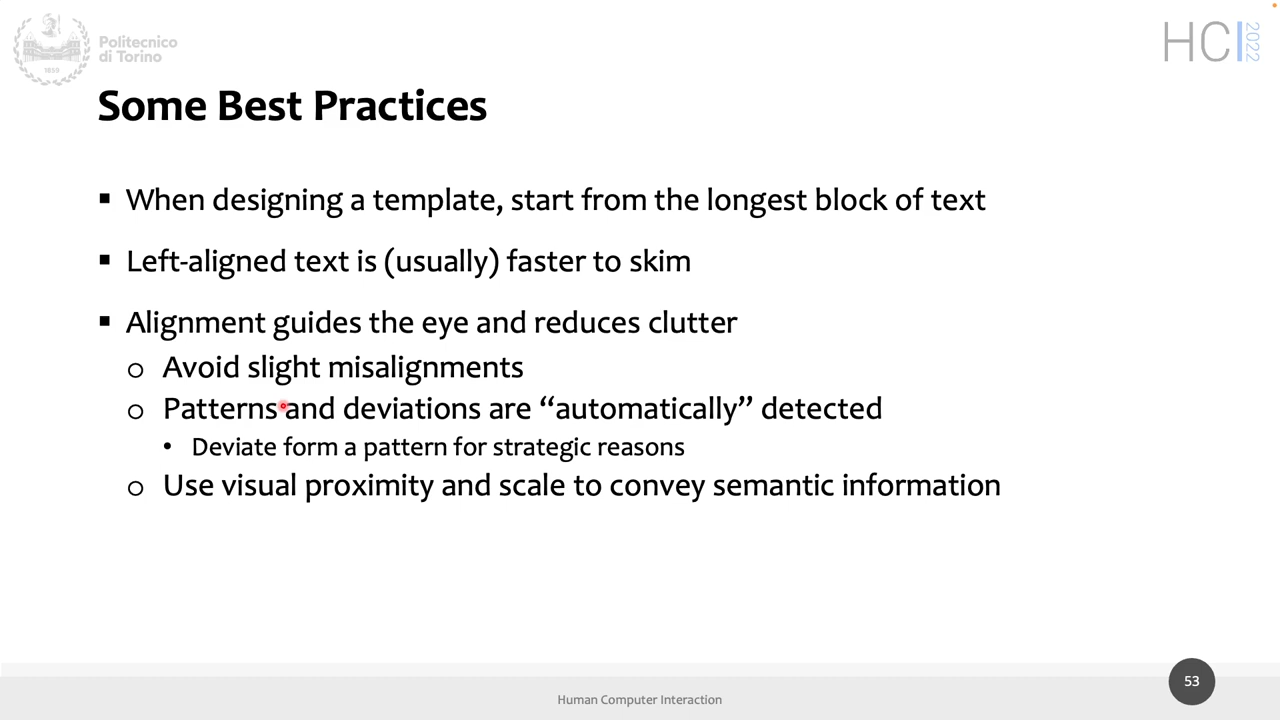 Politecnico
di Torino
1859
HCI 2022
Some Best Practices
▪ When designing a template, start from the longest block of text
▪ Left-aligned text is (usually) faster to skim
▪ Alignment guides the eye and reduces clutter
o Avoid slight misalignments
o Patterns and deviations are “automatically” detected
• Deviate form a pattern for strategic reasons
o Use visual proximity and scale to convey semantic information
Human Computer Interaction
53